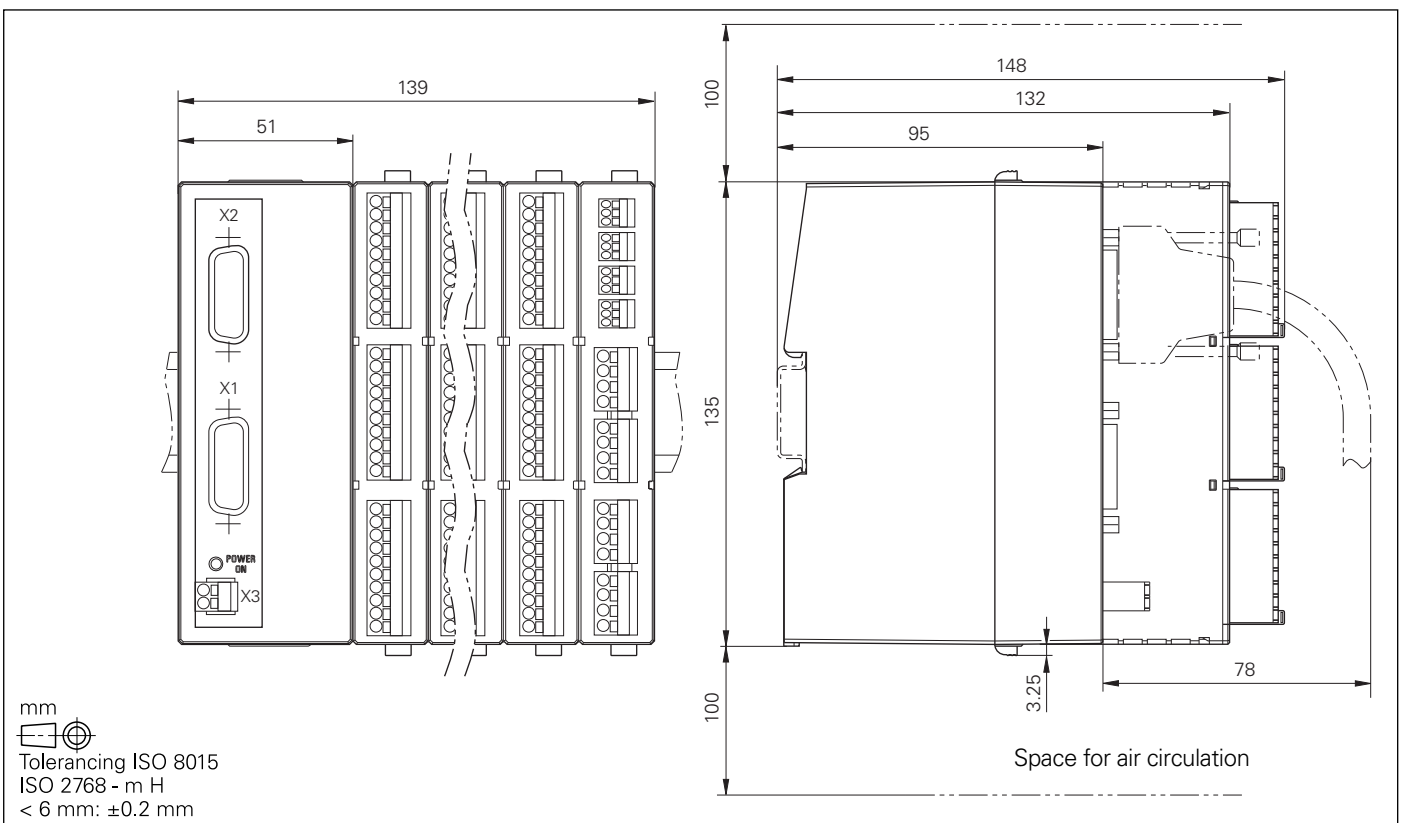 139
51
X2
X1
POWER
ON
X3
mm
Tolerancing ISO 8015
ISO 2768 - m H
< 6 mm: ±0.2 mm
100
148
132
95
135
3.25
78
100
Space for air circulation